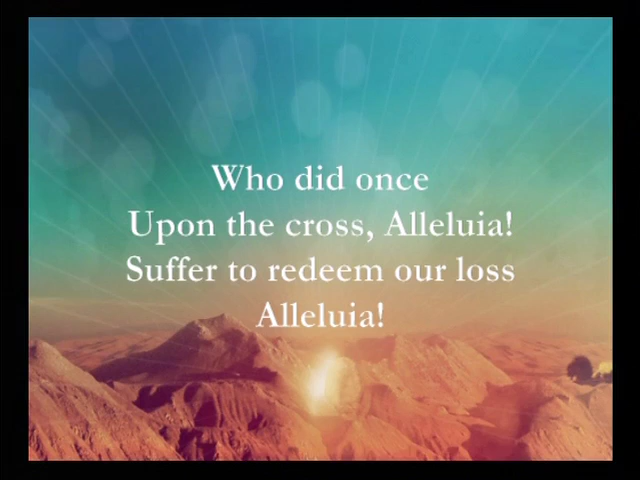 Who did once
Upon the cross, Alleluia!
Suffer to redeem our loss
Alleluia!